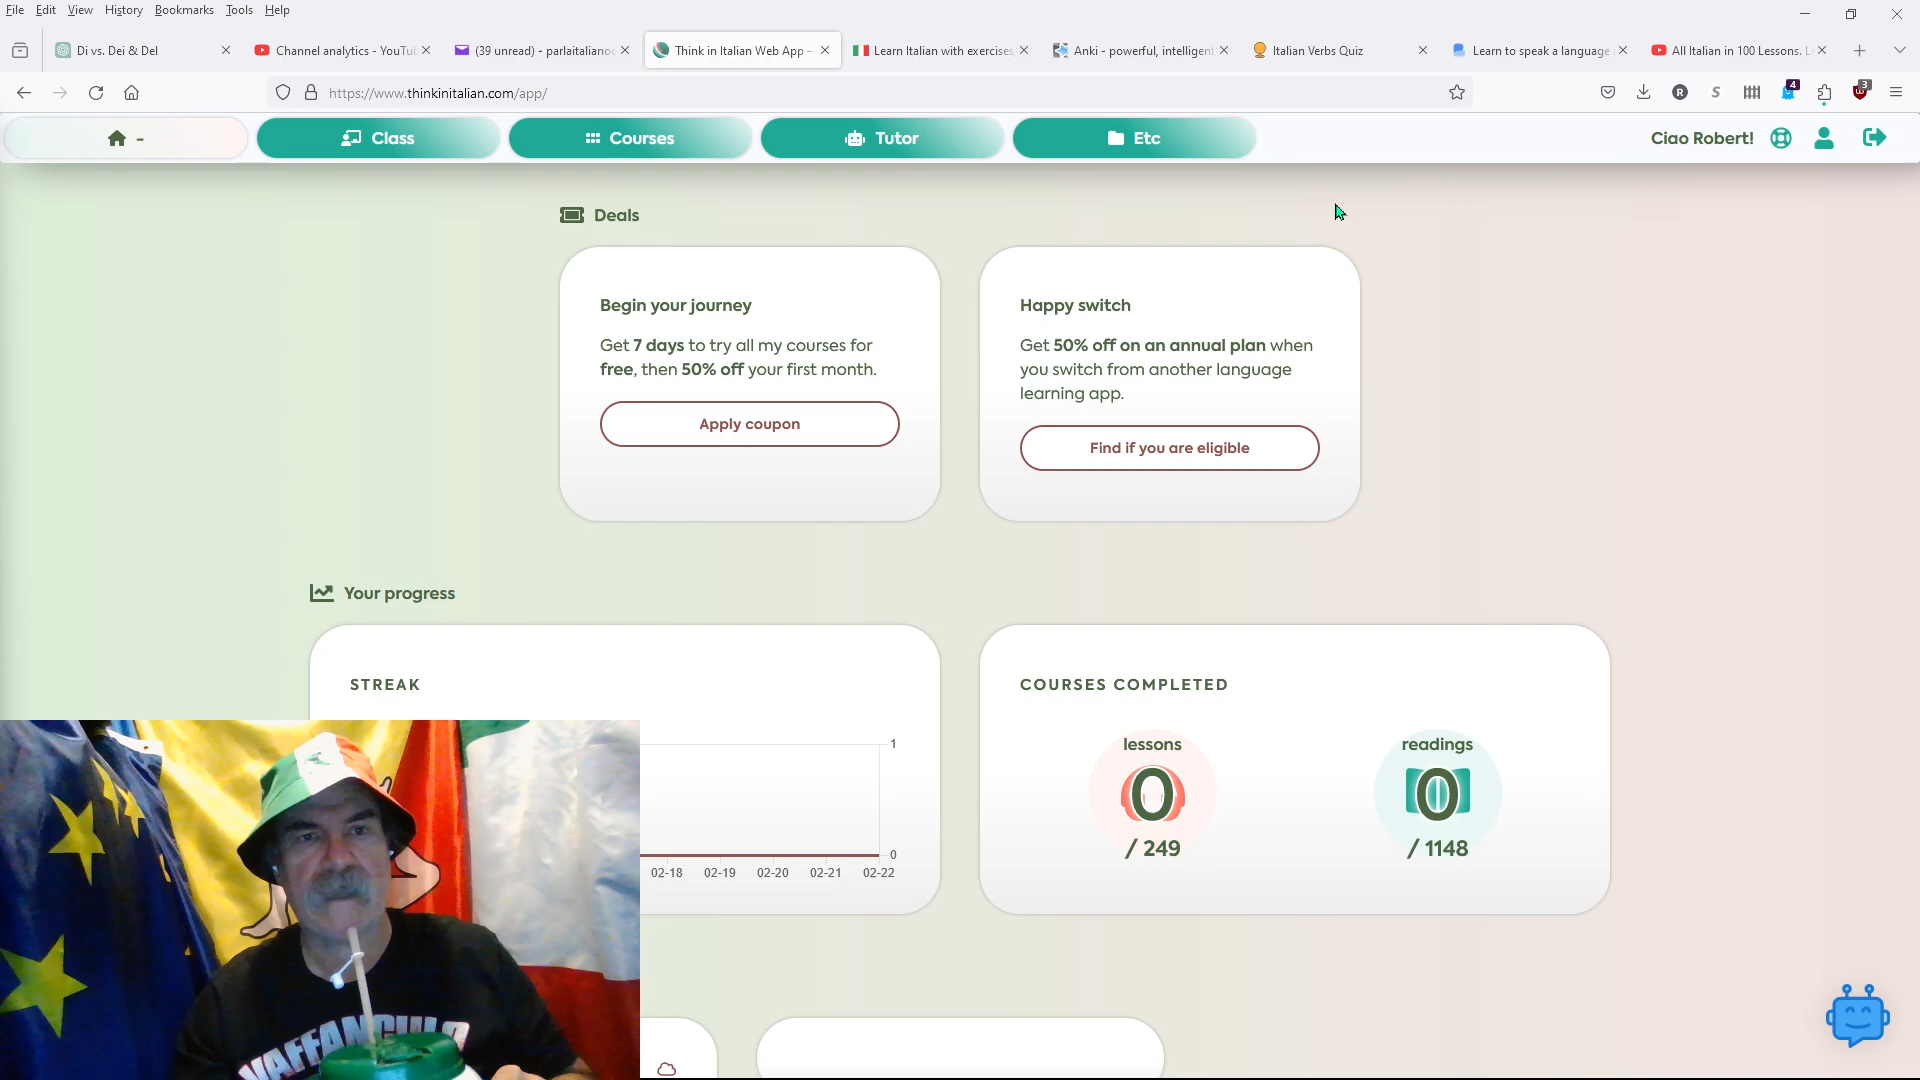 File Edit View History Bookmarks Tools Help
Di vs. Dei & Del
Channel analytics - YouTu
(39 unread) - parlaitaliano
Think in Italian Web App –
Learn Italian with exercises,
Anki - powerful, intelligent
Italian Verbs Quiz
Learn to speak a language
All Italian in 100 Lessons. L
https://www.thinkinitalian.com/app/
R
S
4
3
-
Class
Courses
Tutor
Etc
Ciao Robert!
Deals
Begin your journey
Get 7 days to try all my courses for
free, then 50% off your first month.
Apply coupon
Happy switch
Get 50% off on an annual plan when
you switch from another language
learning app.
Find if you are eligible
Your progress
STREAK
1
0
02-18 02-19 02-20 02-21 02-22
COURSES COMPLETED
lessons
0
/ 249
readings
0
/ 1148
VAFFANCULO